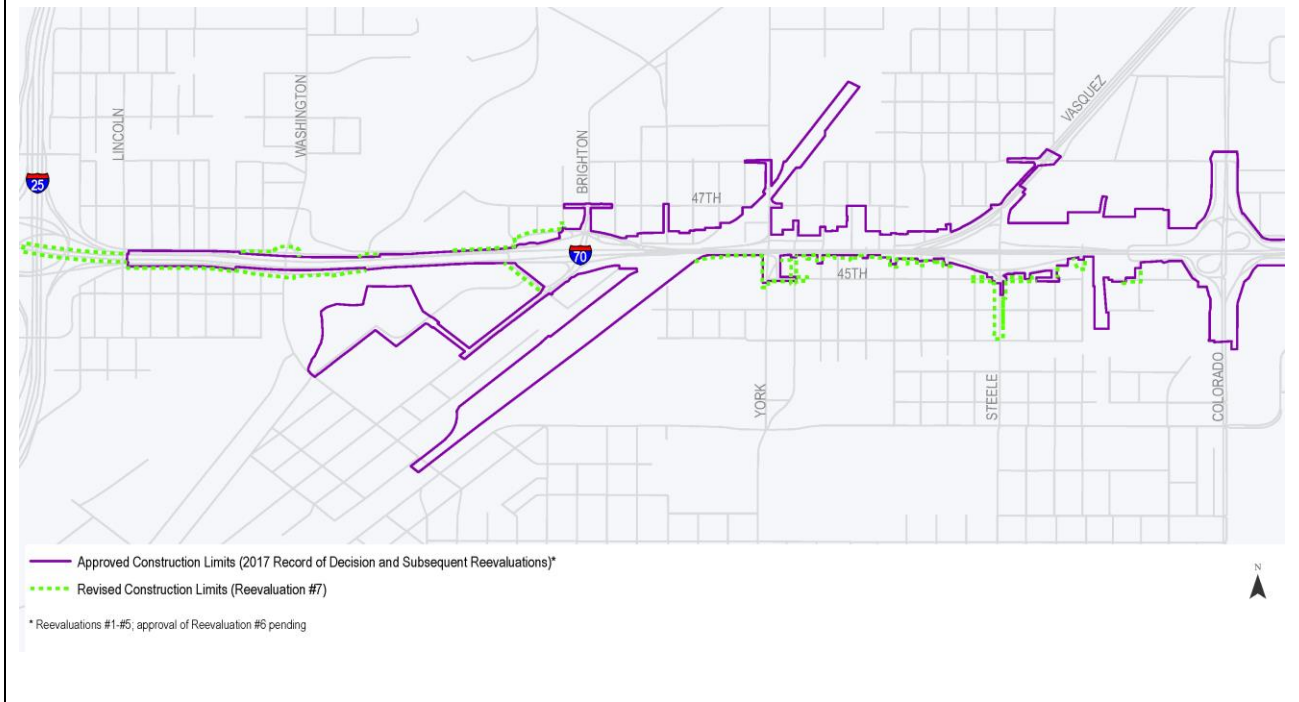 LINCOLN
WASHINGTON
BRIGHTON
VASQUEZ
25
47TH
70
45TH
YORK
STEELE
COLORADO
Approved Construction Limits (2017 Record of Decision and Subsequent Reevaluations)*
Revised Construction Limits (Reevaluation #7)
N
* Reevaluations #1-#5; approval of Reevaluation #6 pending